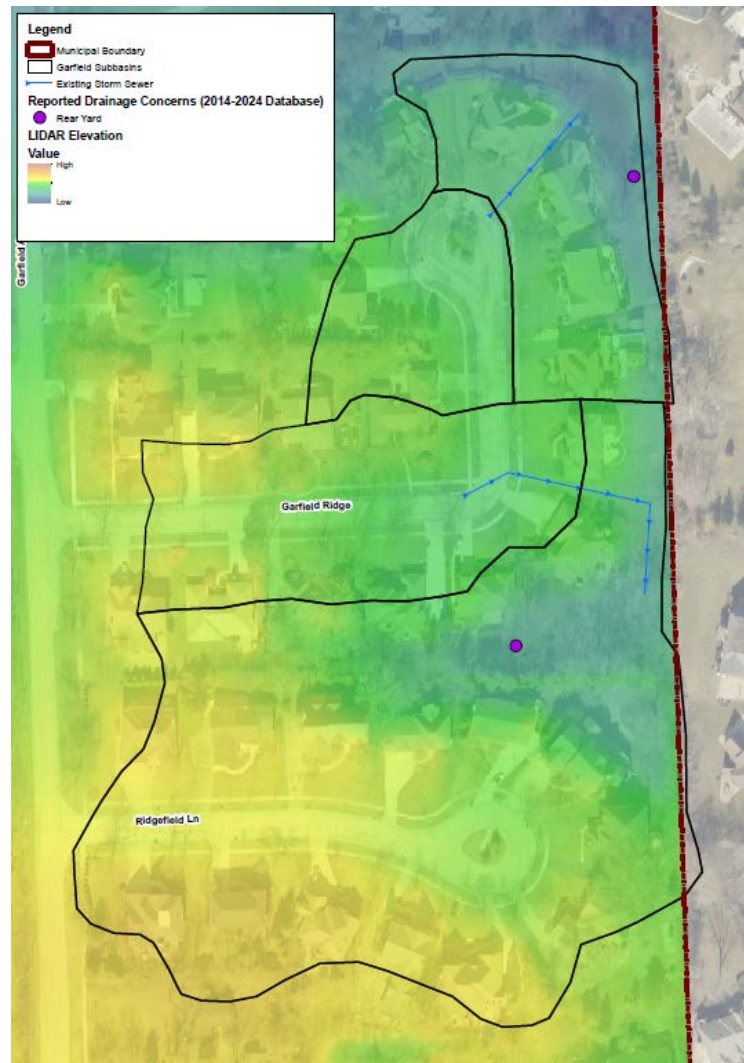 Legend
Municipal Boundary
Garfield Subbasins
Existing Storm Sewer
Reported Drainage Concerns (2014-2024 Database)
Rear Yard
LIDAR Elevation
Value
High
Low
Garfield
Garfield Ridge
Ridgefield Ln